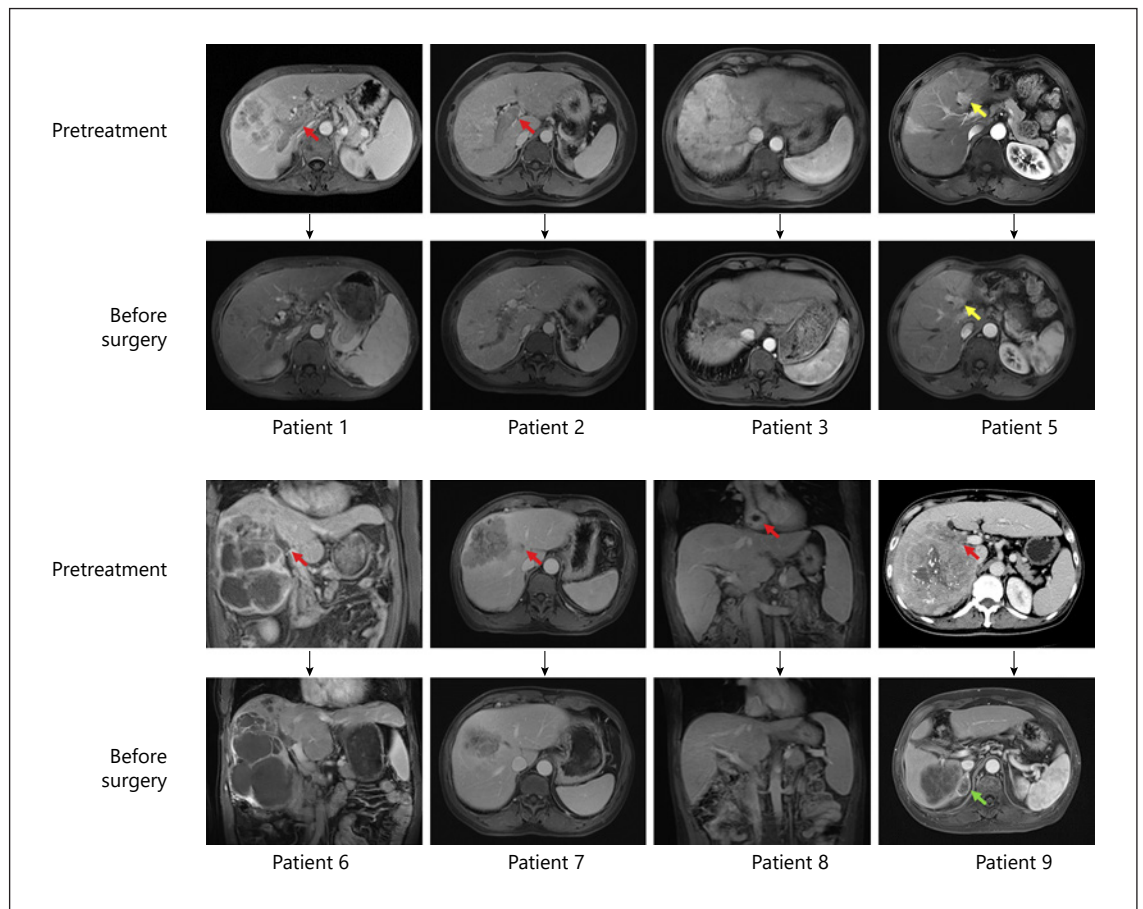 Pretreatment
Before
surgery
Patient 1 Patient 2 Patient 3 Patient 5
Pretreatment
Before
surgery
Patient 6 Patient 7 Patient 8 Patient 9